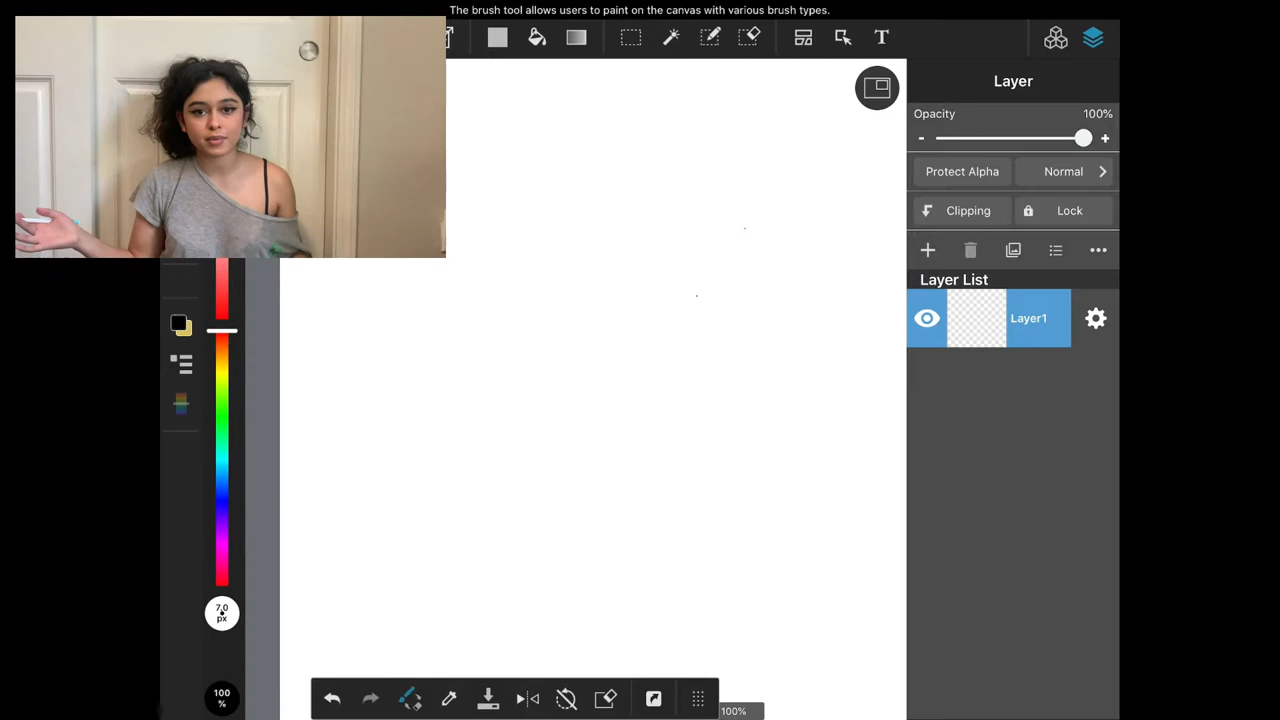 The brush tool allows users to paint on the canvas with various brush types.
T
Layer
Opacity 100%
- +
Protect Alpha Normal
Clipping Lock
Layer List
Layer1
7.0
px
100
%
100%